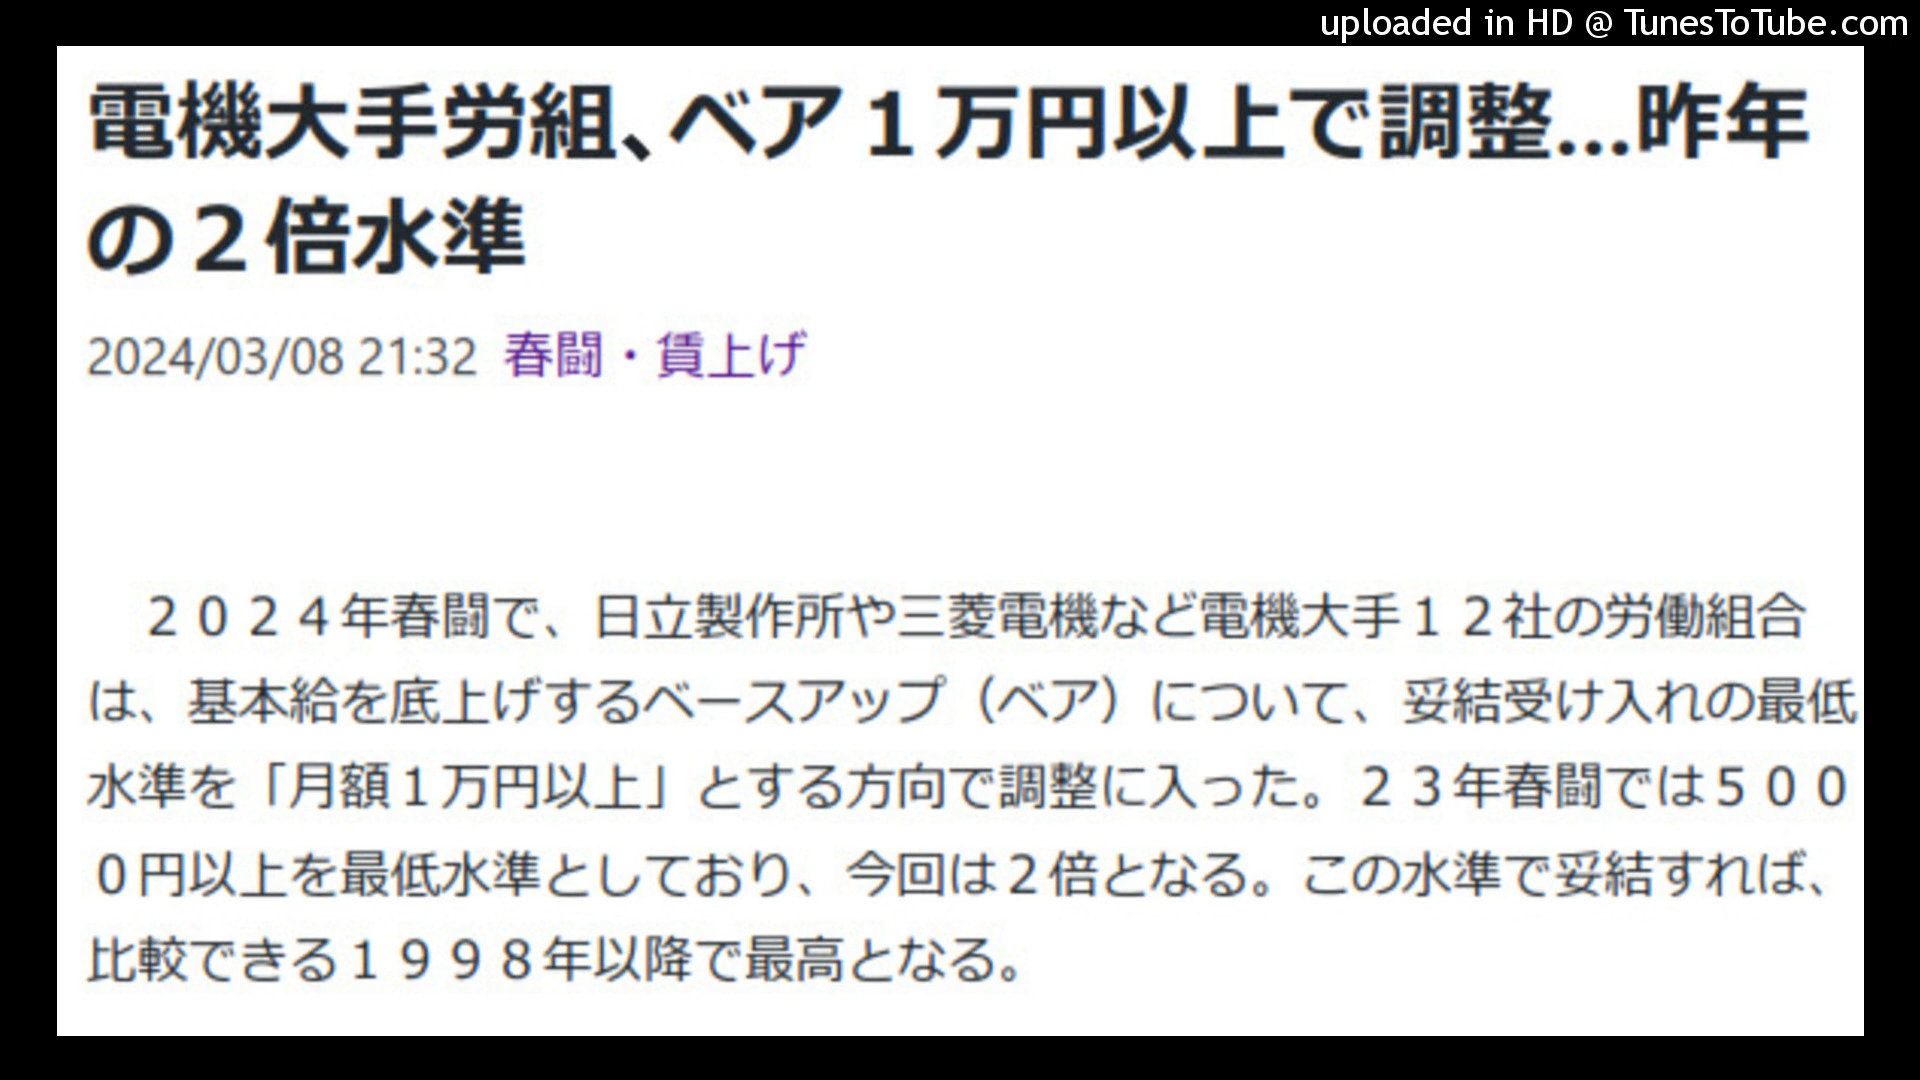 uploaded in HD @ TunesToTube.com
電機大手労組、ベア１万円以上で調整…昨年
の２倍水準
2024/03/08 21:32 春闘・賃上げ
２０２４年春闘で、日立製作所や三菱電機など電機大手１２社の労働組合
は、基本給を底上げするベースアップ（ベア）について、妥結受け入れの最低
水準を「月額１万円以上」とする方向で調整に入った。２３年春闘では５００
０円以上を最低水準としており、今回は２倍となる。この水準で妥結すれば、
比較できる１９９８年以降で最高となる。